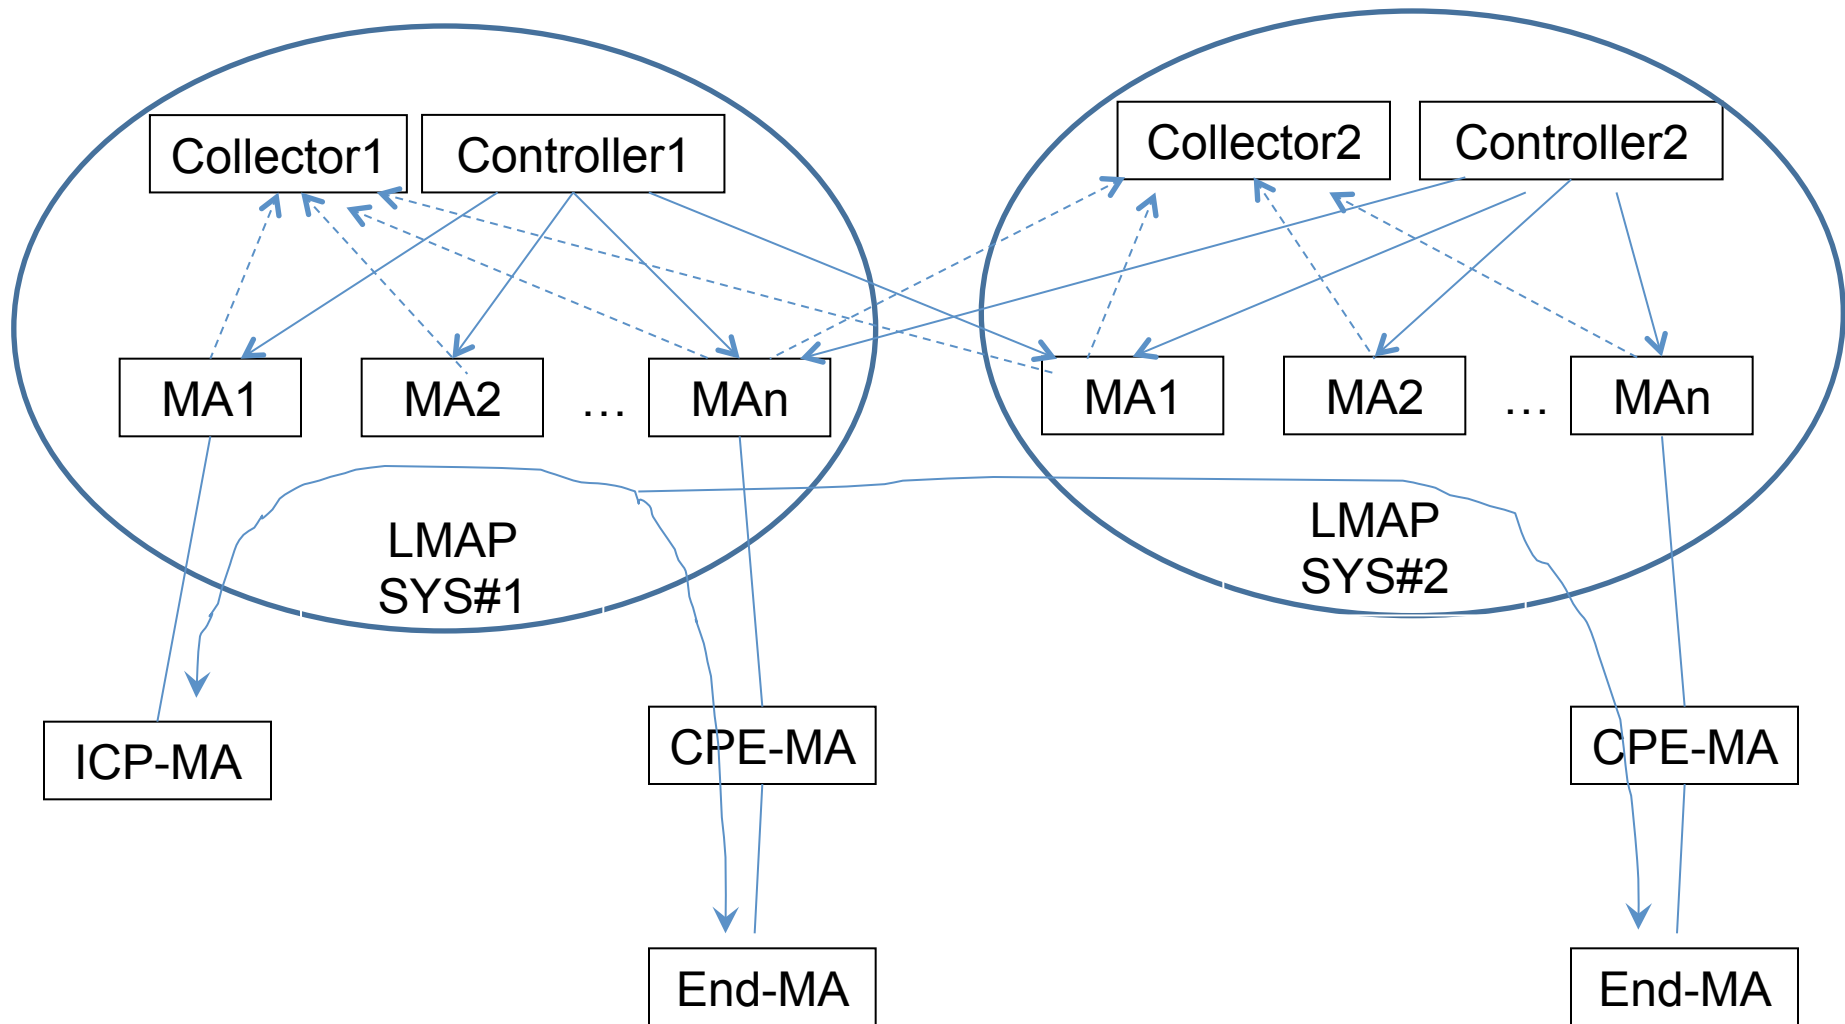 Collector1 Controller1 Collector2 Controller2
MA1 MA2 … MAn MA1 MA2 … MAn
LMAP
SYS#1
LMAP
SYS#2
ICP-MA CPE-MA CPE-MA
End-MA End-MA